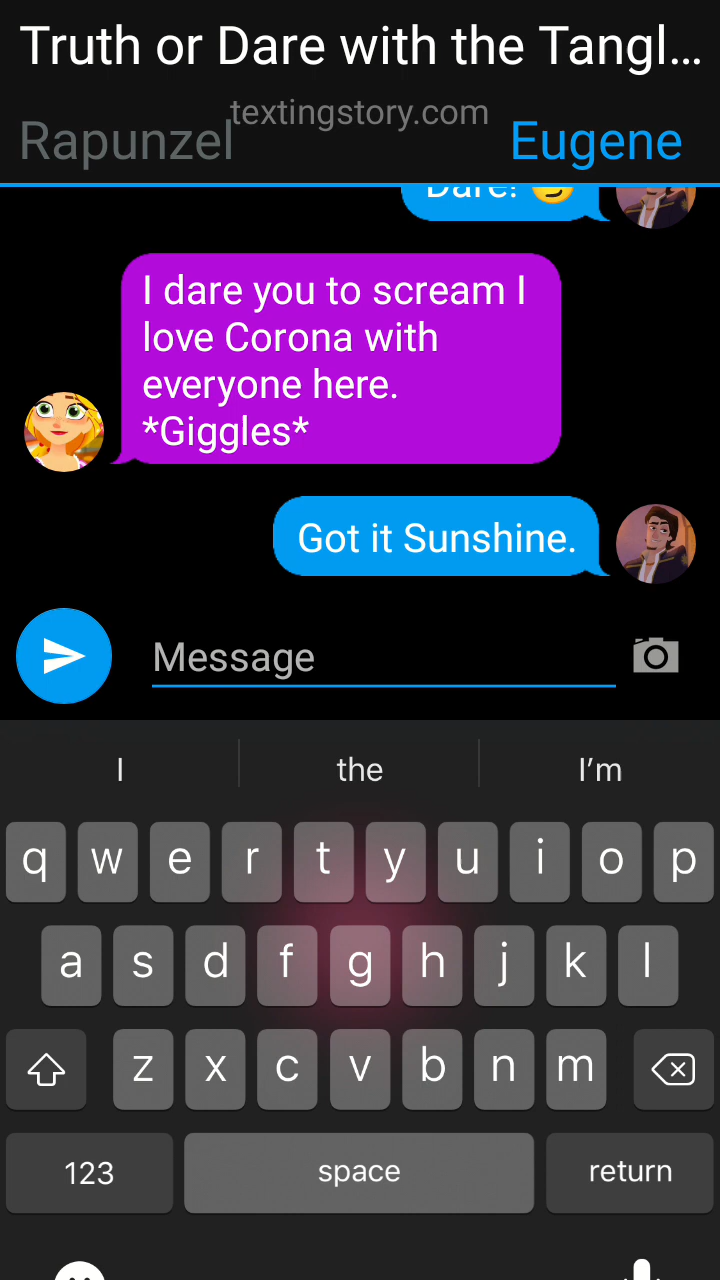 Truth or Dare with the Tangl...
textingstory.com
Rapunzel Eugene
Dare! 😏
I dare you to scream I
love Corona with
everyone here.
*Giggles*
Got it Sunshine.
Message
I the I’m
q w e r t y u i o p
a s d f g h j k l
z x c v b n m
123 space return